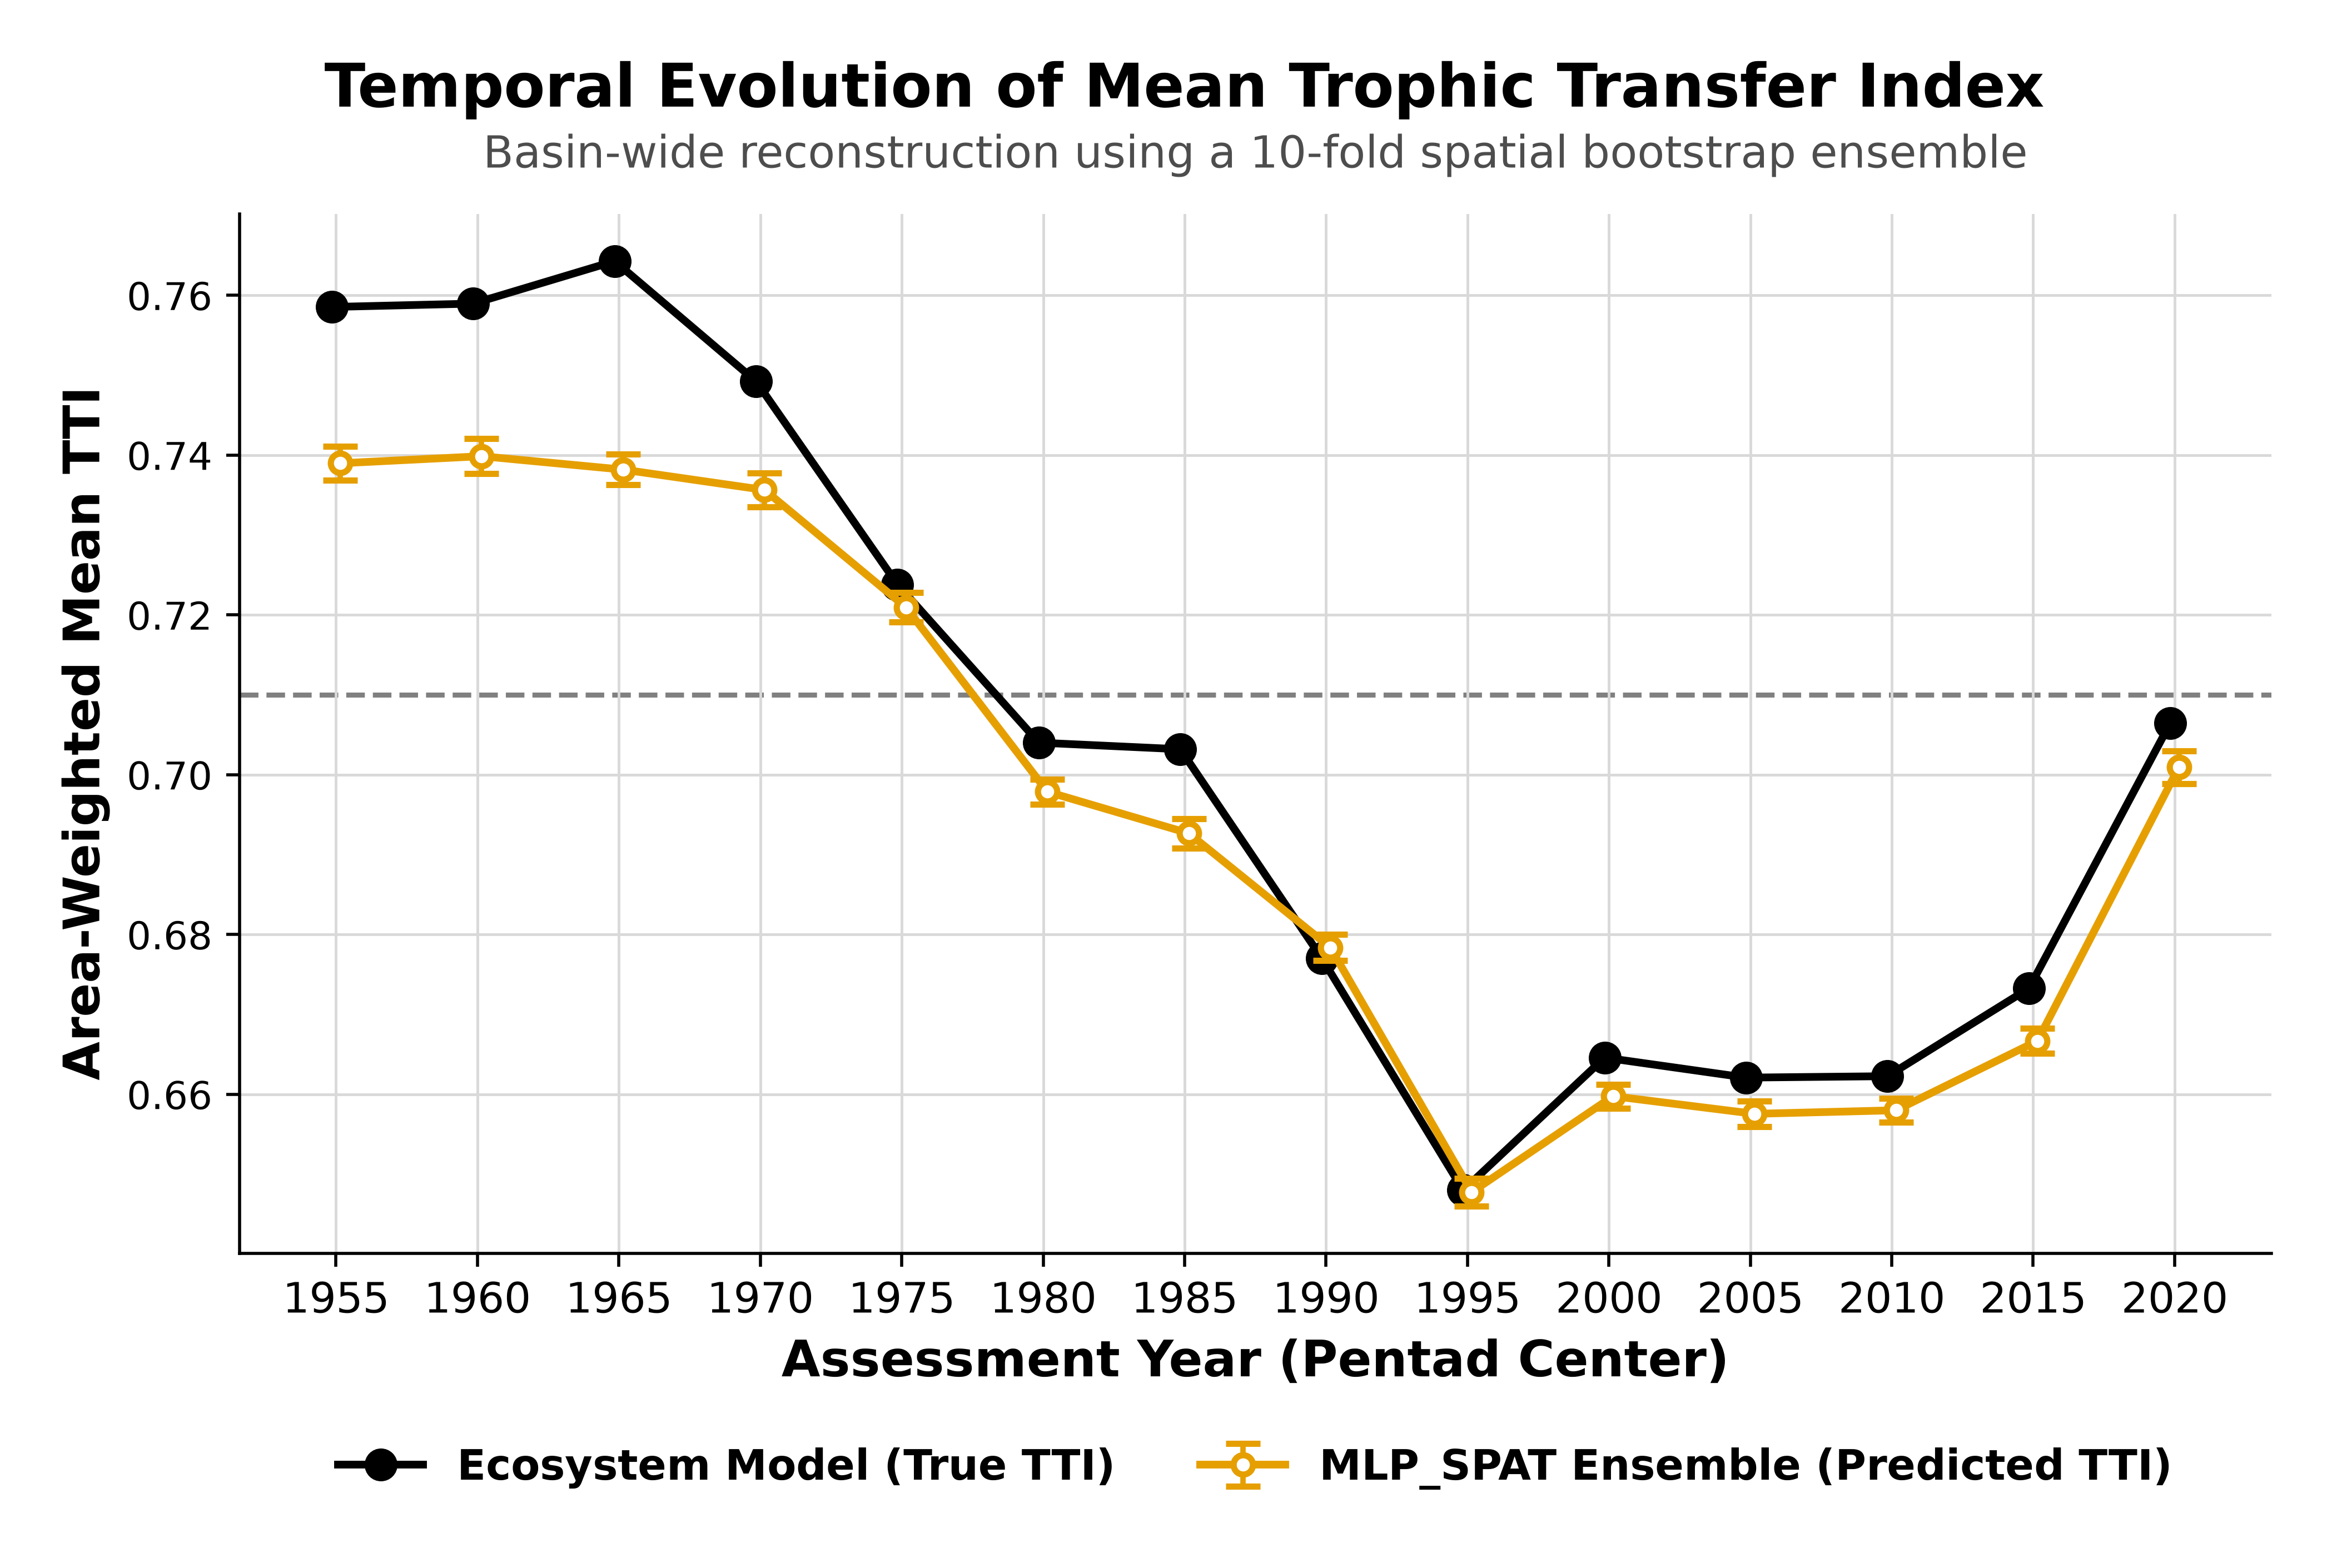 Temporal Evolution of Mean Trophic Transfer Index
Basin-wide reconstruction using a 10-fold spatial bootstrap ensemble
Area-Weighted Mean TTI
0.76
0.74
0.72
0.70
0.68
0.66
1955 1960 1965 1970 1975 1980 1985 1990 1995 2000 2005 2010 2015 2020
Assessment Year (Pentad Center)
Ecosystem Model (True TTI) MLP_SPAT Ensemble (Predicted TTI)